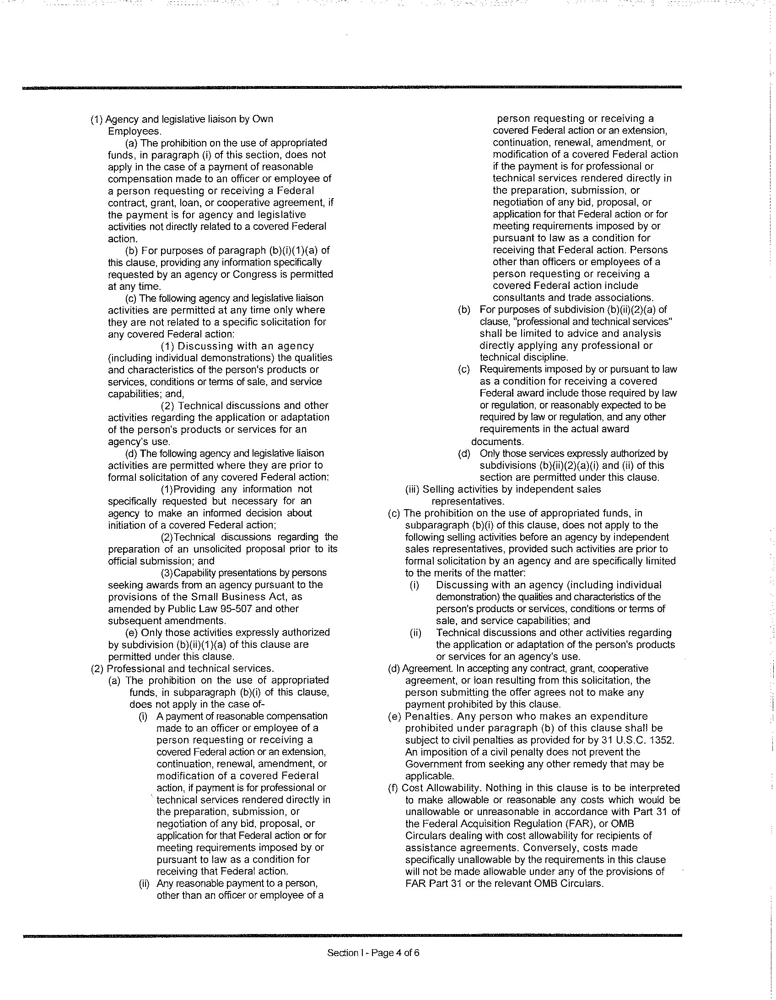 (1) Agency and legislative liaison by Own
Employees.
(a) The prohibition on the use of appropriated
funds, in paragraph (i) of this section, does not
apply in the case of a payment of reasonable
compensation made to an officer or employee of
a person requesting or receiving a Federal
contract, grant, loan, or cooperative agreement, if
the payment is for agency and legislative
activities not directly related to a covered Federal
action.
(b) For purposes of paragraph (b)(i)(1)(a) of
this clause, providing any information specifically
requested by an agency or Congress is permitted
at any time.
(c) The following agency and legislative liaison
activities are permitted at any time only where
they are not related to a specific solicitation for
any covered Federal action:
(1) Discussing with an agency
(including individual demonstrations) the qualities
and characteristics of the person's products or
services, conditions or terms of sale, and service
capabilities; and,
(2) Technical discussions and other
activities regarding the application or adaptation
of the person's products or services for an
agency's use.
(d) The following agency and legislative liaison
activities are permitted where they are prior to
formal solicitation of any covered Federal action:
(1)Providing any information not
specifically requested but necessary for an
agency to make an informed decision about
initiation of a covered Federal action;
(2)Technical discussions regarding the
preparation of an unsolicited proposal prior to its
official submission; and
(3)Capability presentations by persons
seeking awards from an agency pursuant to the
provisions of the Small Business Act, as
amended by Public Law 95-507 and other
subsequent amendments.
(e) Only those activities expressly authorized
by subdivision (b)(ii)(1)(a) of this clause are
permitted under this clause.
(2) Professional and technical services.
(a) The prohibition on the use of appropriated
funds, in subparagraph (b)(i) of this clause,
does not apply in the case of-
(i) A payment of reasonable compensation
made to an officer or employee of a
person requesting or receiving a
covered Federal action or an extension,
continuation, renewal, amendment, or
modification of a covered Federal
action, if payment is for professional or
technical services rendered directly in
the preparation, submission, or
negotiation of any bid, proposal, or
application for that Federal action or for
meeting requirements imposed by or
pursuant to law as a condition for
receiving that Federal action.
(ii) Any reasonable payment to a person,
other than an officer or employee of a
person requesting or receiving a
covered Federal action or an extension,
continuation, renewal, amendment, or
modification of a covered Federal action
if the payment is for professional or
technical services rendered directly in
the preparation, submission, or
negotiation of any bid, proposal, or
application for that Federal action or for
meeting requirements imposed by or
pursuant to law as a condition for
receiving that Federal action. Persons
other than officers or employees of a
person requesting or receiving a
covered Federal action include
consultants and trade associations.
(b) For purposes of subdivision (b)(ii)(2)(a) of
clause, "professional and technical services"
shall be limited to advice and analysis
directly applying any professional or
technical discipline.
(c) Requirements imposed by or pursuant to law
as a condition for receiving a covered
Federal award include those required by law
or regulation, or reasonably expected to be
required by law or regulation, and any other
requirements in the actual award
documents.
(d) Only those services expressly authorized by
subdivisions (b)(ii)(2)(a)(i) and (ii) of this
section are permitted under this clause.
(iii) Selling activities by independent sales
representatives.
(c) The prohibition on the use of appropriated funds, in
subparagraph (b)(i) of this clause, does not apply to the
following selling activities before an agency by independent
sales representatives, provided such activities are prior to
formal solicitation by an agency and are specifically limited
to the merits of the matter:
(i) Discussing with an agency (including individual
demonstration) the qualities and characteristics of the
person's products or services, conditions or terms of
sale, and service capabilities; and
(ii) Technical discussions and other activities regarding
the application or adaptation of the person's products
or services for an agency's use.
(d) Agreement. In accepting any contract, grant, cooperative
agreement, or loan resulting from this solicitation, the
person submitting the offer agrees not to make any
payment prohibited by this clause.
(e) Penalties. Any person who makes an expenditure
prohibited under paragraph (b) of this clause shall be
subject to civil penalties as provided for by 31 U.S.C. 1352.
An imposition of a civil penalty does not prevent the
Government from seeking any other remedy that may be
applicable.
(f) Cost Allowability. Nothing in this clause is to be interpreted
to make allowable or reasonable any costs which would be
unallowable or unreasonable in accordance with Part 31 of
the Federal Acquisition Regulation (FAR), or OMB
Circulars dealing with cost allowability for recipients of
assistance agreements. Conversely, costs made
specifically unallowable by the requirements in this clause
will not be made allowable under any of the provisions of
FAR Part 31 or the relevant OMB Circulars.
Section I - Page 4 of 6